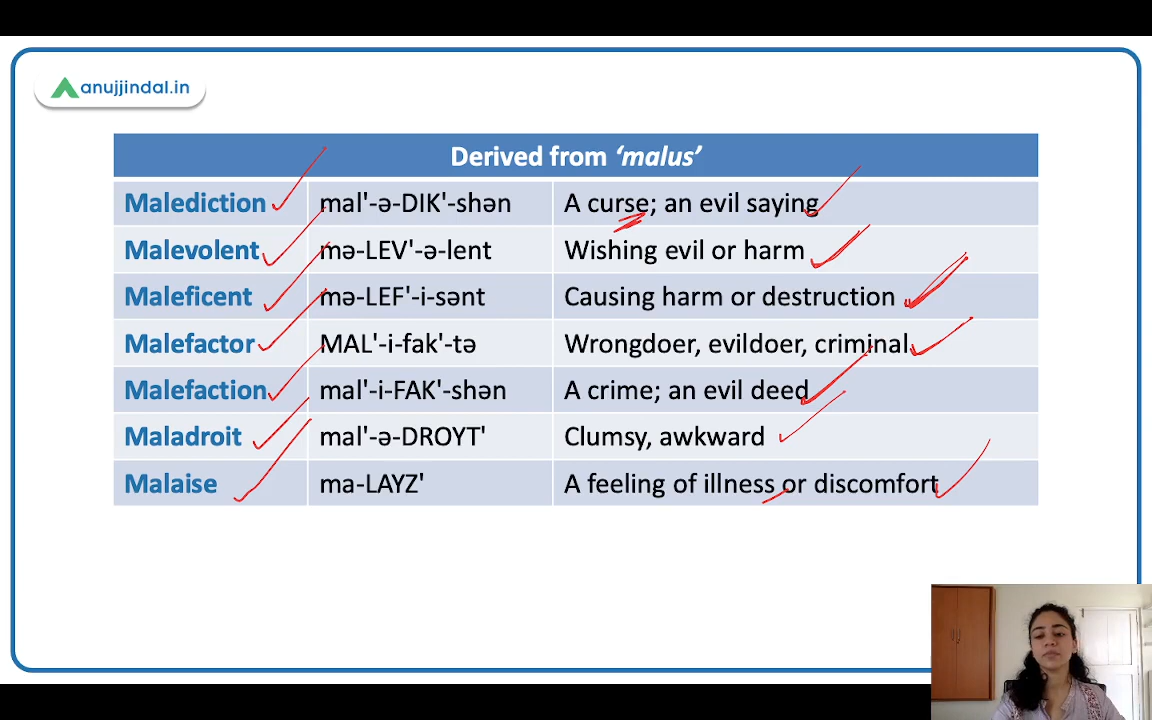 anujjindal.in
Derived from ‘malus’
Malediction mal'-ə-DIK'-shən A curse; an evil saying
Malevolent mə-LEV'-ə-lent Wishing evil or harm
Maleficent mə-LEF'-i-sənt Causing harm or destruction
Malefactor MAL'-i-fak'-tə Wrongdoer, evildoer, criminal
Malefaction mal'-i-FAK'-shən A crime; an evil deed
Maladroit mal'-ə-DROYT' Clumsy, awkward
Malaise ma-LAYZ' A feeling of illness or discomfort